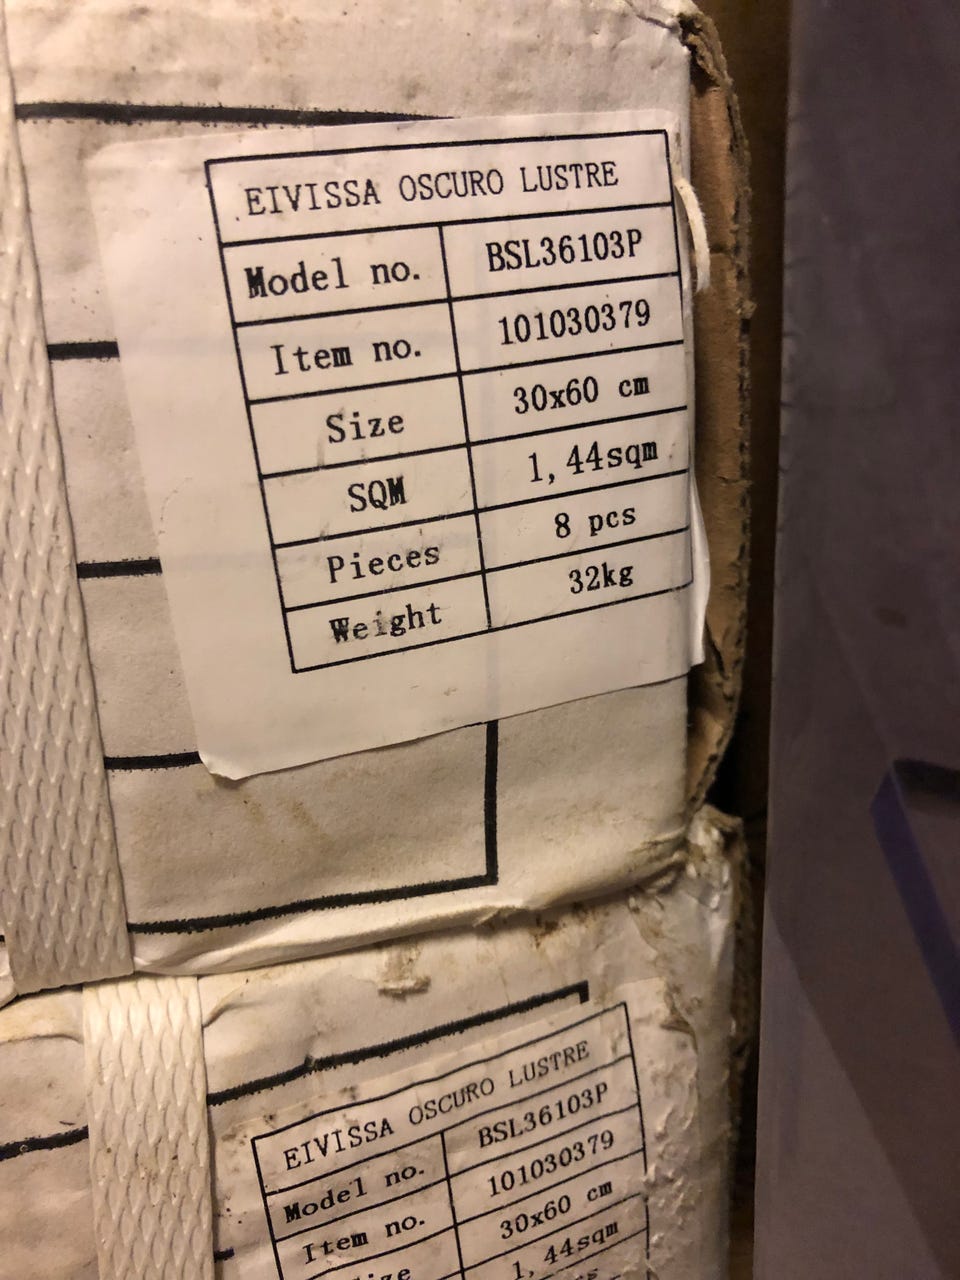 EIVISSA OSCURO LUSTRE
Model no. BSL36103P
Item no. 101030379
Size 30x60 cm
SQM 1,44sqm
Pieces 8 pcs
Weight 32kg
EIVISSA OSCURO LUSTRE
Model no. BSL36103P
Item no. 101030379
30x60 cm
1,44sqm